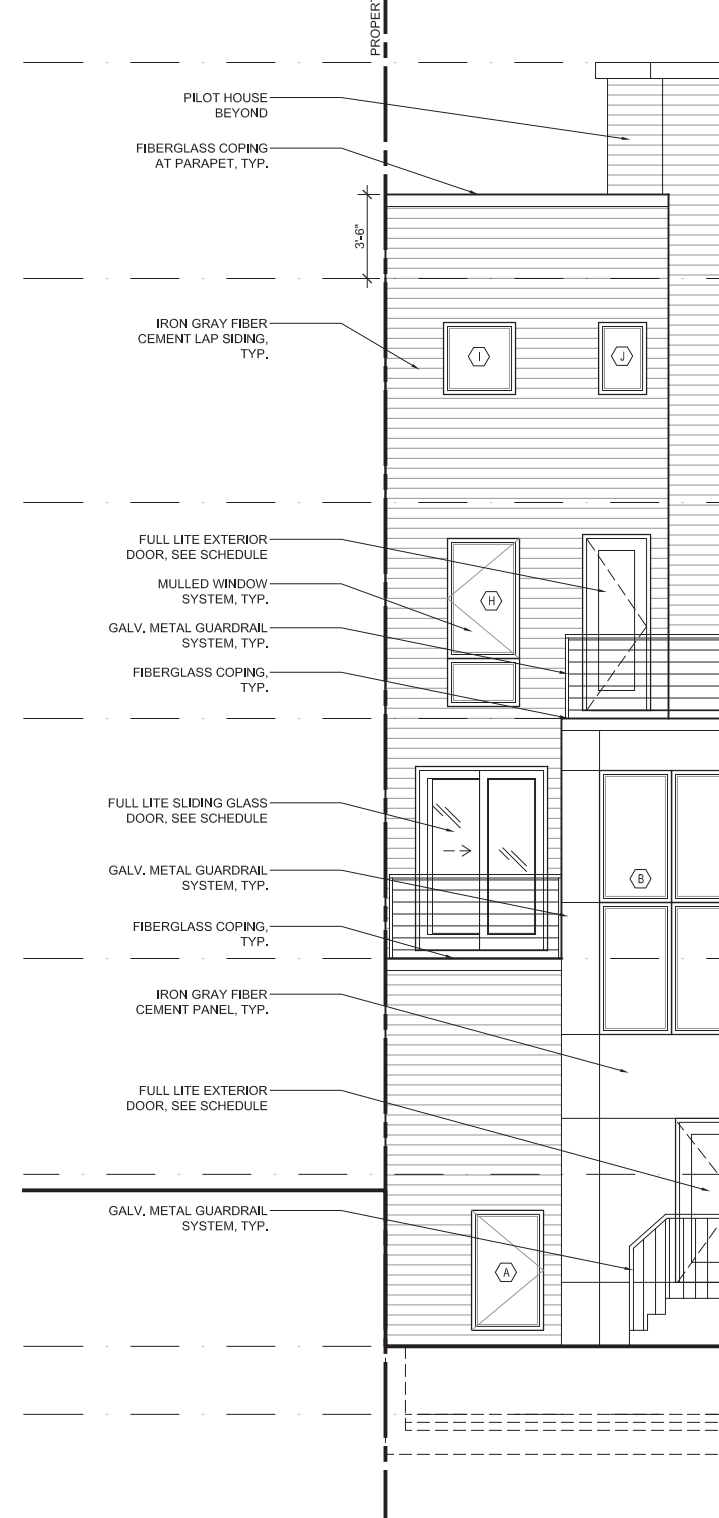 PROPERT
PILOT HOUSE
BEYOND
FIBERGLASS COPING
AT PARAPET, TYP.
3'-6"
IRON GRAY FIBER
CEMENT LAP SIDING,
TYP.
I
J
FULL LITE EXTERIOR
DOOR, SEE SCHEDULE
MULLED WINDOW
SYSTEM, TYP.
H
GALV. METAL GUARDRAIL
SYSTEM, TYP.
FIBERGLASS COPING,
TYP.
FULL LITE SLIDING GLASS
DOOR, SEE SCHEDULE
GALV. METAL GUARDRAIL
SYSTEM, TYP.
B
FIBERGLASS COPING,
TYP.
IRON GRAY FIBER
CEMENT PANEL, TYP.
FULL LITE EXTERIOR
DOOR, SEE SCHEDULE
GALV. METAL GUARDRAIL
SYSTEM, TYP.
A